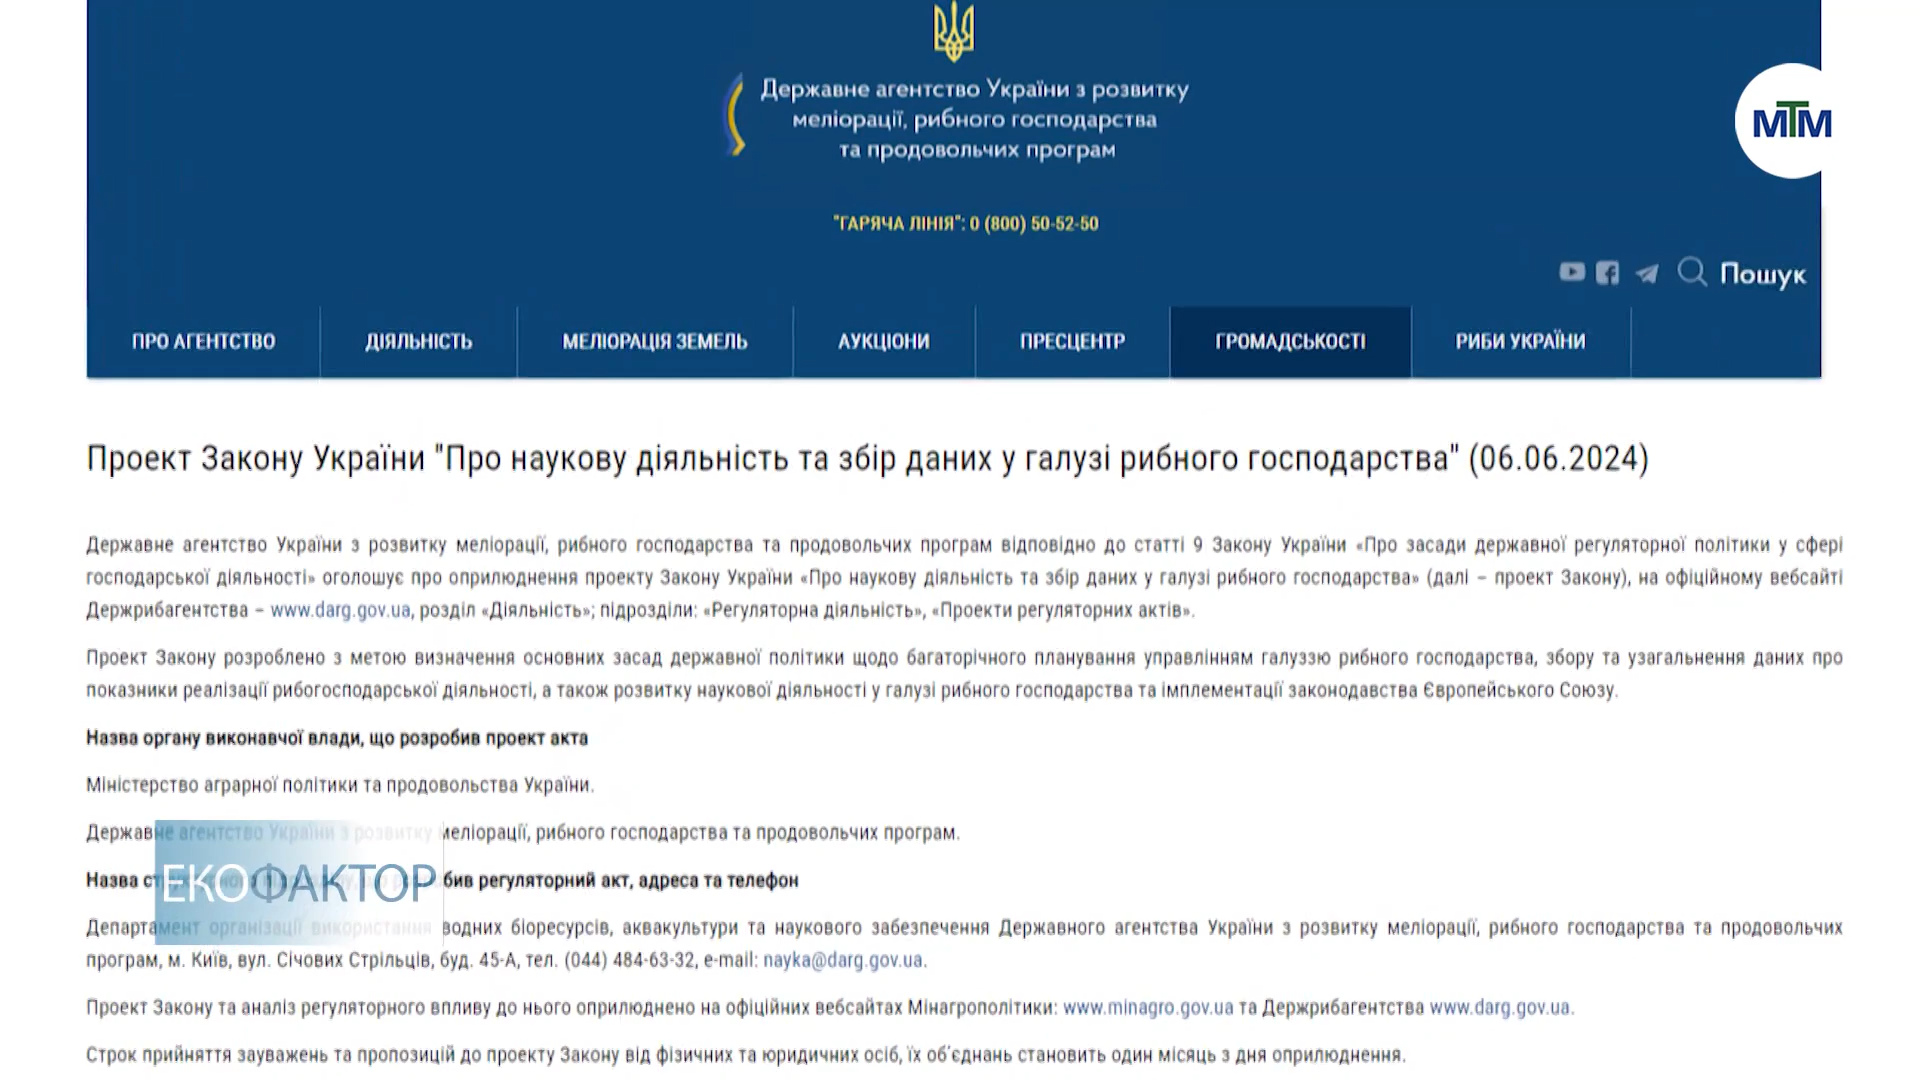 Державне агентство України з розвитку
меліорації, рибного господарства
та продовольчих програм
МТМ
"ГАРЯЧА ЛІНІЯ": 0 (800) 50-52-50
Пошук
ПРО АГЕНТСТВО ДІЯЛЬНІСТЬ МЕЛІОРАЦІЯ ЗЕМЕЛЬ АУКЦІОНИ ПРЕСЦЕНТР ГРОМАДСЬКОСТІ РИБИ УКРАЇНИ
Проект Закону України "Про наукову діяльність та збір даних у галузі рибного господарства" (06.06.2024)
Державне агентство України з розвитку меліорації, рибного господарства та продовольчих програм відповідно до статті 9 Закону України «Про засади державної регуляторної політики у сфері
господарської діяльності» оголошує про оприлюднення проекту Закону України «Про наукову діяльність та збір даних у галузі рибного господарства» (далі – проект Закону), на офіційному вебсайті
Держрибагентства – www.darg.gov.ua, розділ «Діяльність»; підрозділи: «Регуляторна діяльність», «Проекти регуляторних актів».
Проект Закону розроблено з метою визначення основних засад державної політики щодо багаторічного планування управлінням галуззю рибного господарства, збору та узагальнення даних про
показники реалізації рибогосподарської діяльності, а також розвитку наукової діяльності у галузі рибного господарства та імплементації законодавства Європейського Союзу.
Назва органу виконавчої влади, що розробив проект акта
Міністерство аграрної політики та продовольства України.
Державне агентство України з розвитку меліорації, рибного господарства та продовольчих програм.
Назва регуляторний акт, адреса та телефон
ЕКОФАКТОР
Департамент організації використання водних біоресурсів, аквакультури та наукового забезпечення Державного агентства України з розвитку меліорації, рибного господарства та продовольчих
програм, м. Київ, вул. Січових Стрільців, буд. 45-А, тел. (044) 484-63-32, e-mail: nayka@darg.gov.ua.
Проект Закону та аналіз регуляторного впливу до нього оприлюднено на офіційних вебсайтах Мінагрополітики: www.minagro.gov.ua та Держрибагентства www.darg.gov.ua.
Строк прийняття зауважень та пропозицій до проекту Закону від фізичних та юридичних осіб, їх об'єднань становить один місяць з дня оприлюднення.